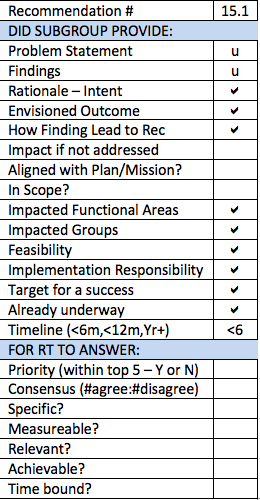 Recommendation # 15.1
DID SUBGROUP PROVIDE:
Problem Statement u
Findings u
Rationale – Intent ✔
Envisioned Outcome ✔
How Finding Lead to Rec ✔
Impact if not addressed
Aligned with Plan/Mission?
In Scope?
Impacted Functional Areas ✔
Impacted Groups ✔
Feasibility ✔
Implementation Responsibility ✔
Target for a success ✔
Already underway ✔
Timeline (<6m,<12m,Yr+) <6
FOR RT TO ANSWER:
Priority (within top 5 – Y or N)
Consensus (#agree:#disagree)
Specific?
Measureable?
Relevant?
Achievable?
Time bound?